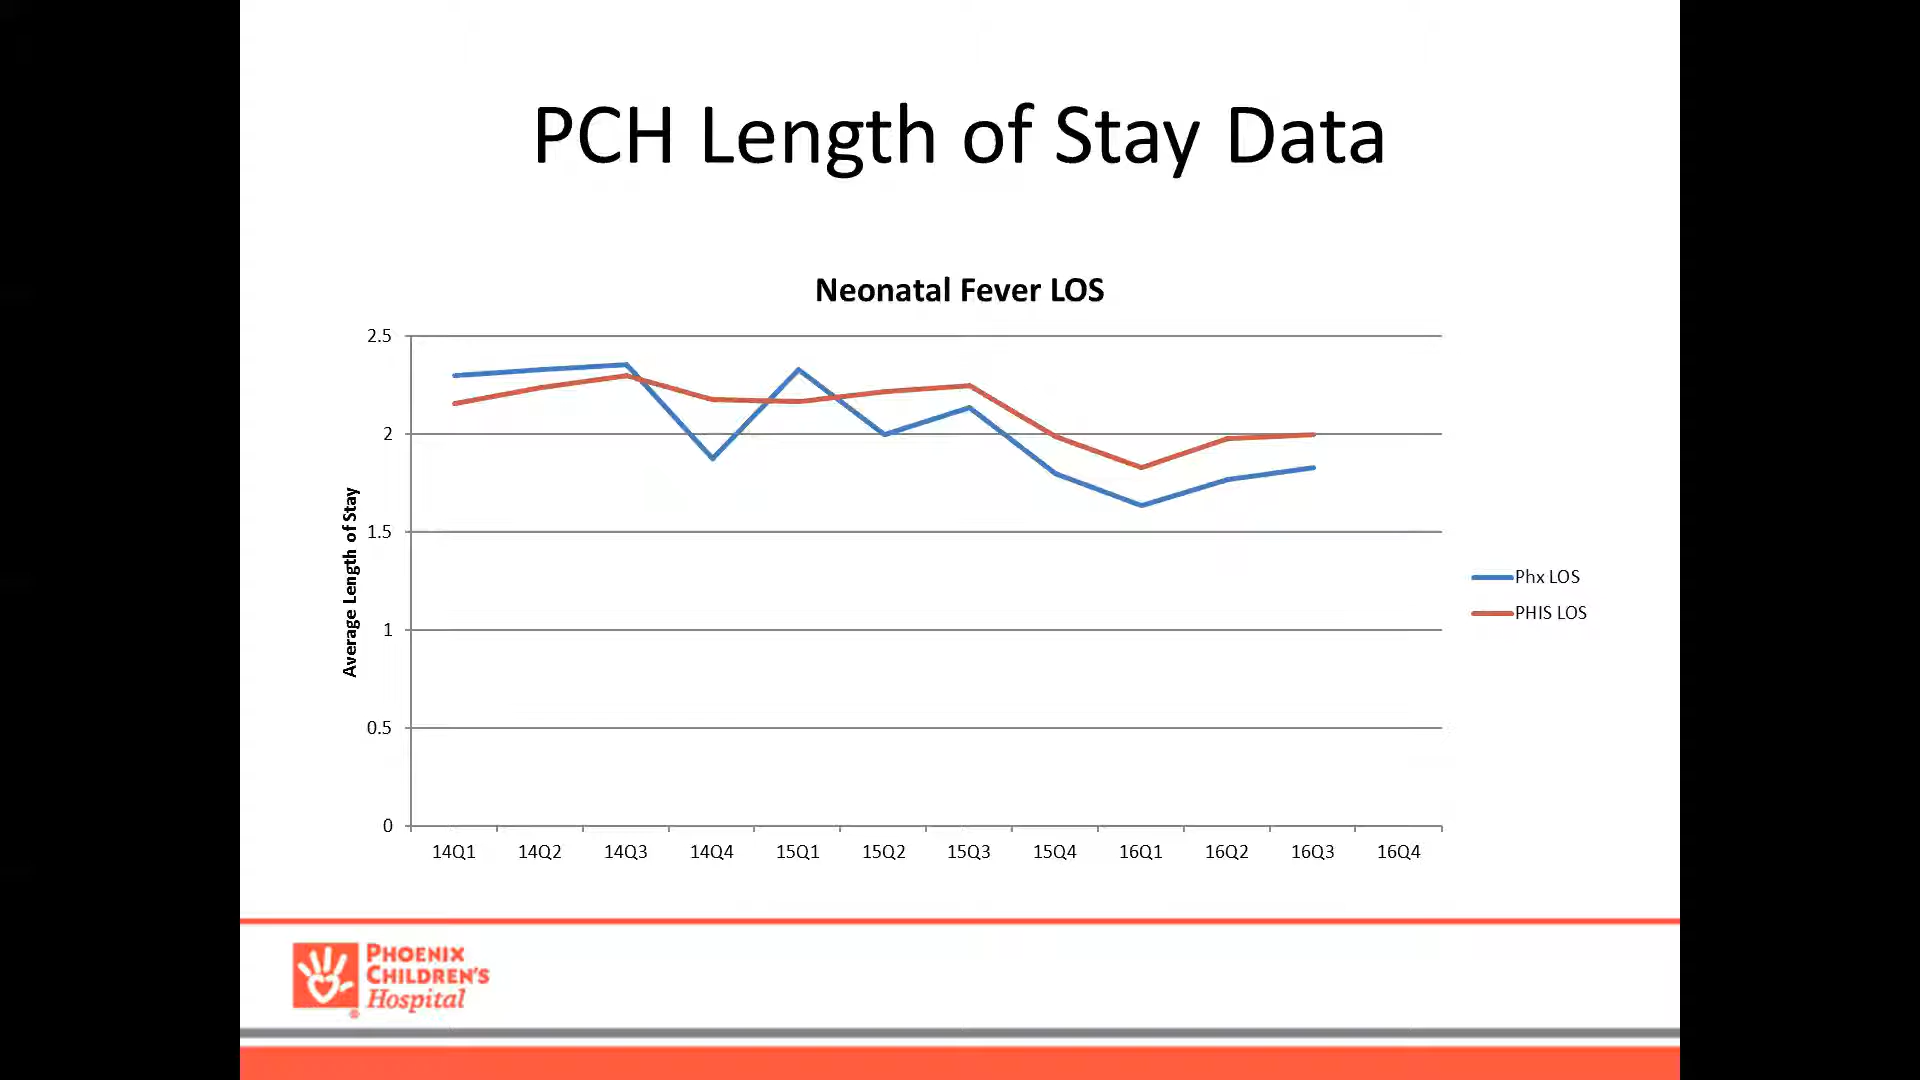 PCH Length of Stay Data
Neonatal Fever LOS
2.5
2
1.5
1
0.5
0
Average Length of Stay
14Q1 14Q2 14Q3 14Q4 15Q1 15Q2 15Q3 15Q4 16Q1 16Q2 16Q3 16Q4
Phx LOS
PHIS LOS
PHOENIX
CHILDREN'S
Hospital
®